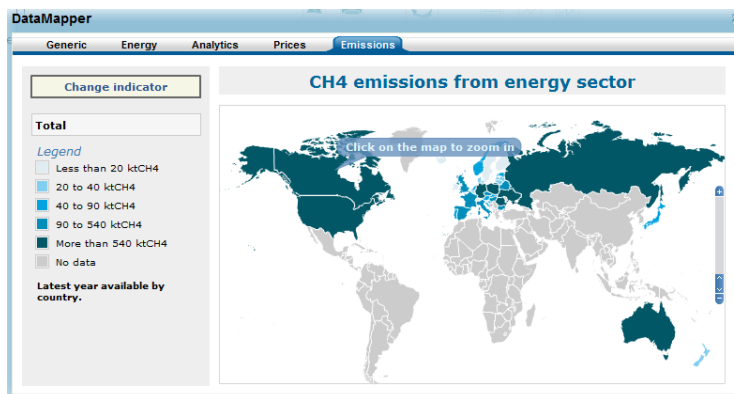 DataMapper
Generic Energy Analytics Prices Emissions
Change indicator
CH4 emissions from energy sector
Total
Click on the map to zoom in
Legend
Less than 20 ktCH4
20 to 40 ktCH4
40 to 90 ktCH4
90 to 540 ktCH4
More than 540 ktCH4
No data
Latest year available by
country.